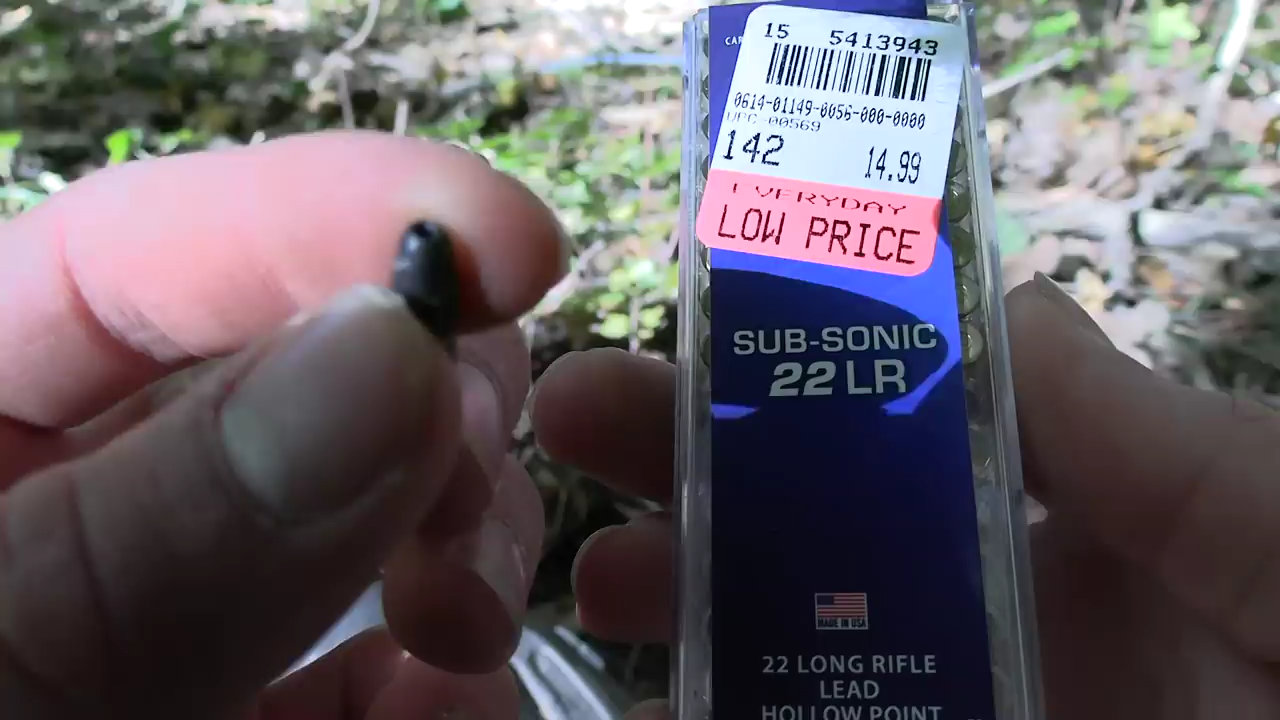 15 5413943
0614-01149-0056-000-0000
UPC-00569
142 14.99
EVERYDAY
LOW PRICE
SUB-SONIC
22 LR
MADE IN USA
22 LONG RIFLE
LEAD
HOLLOW POINT